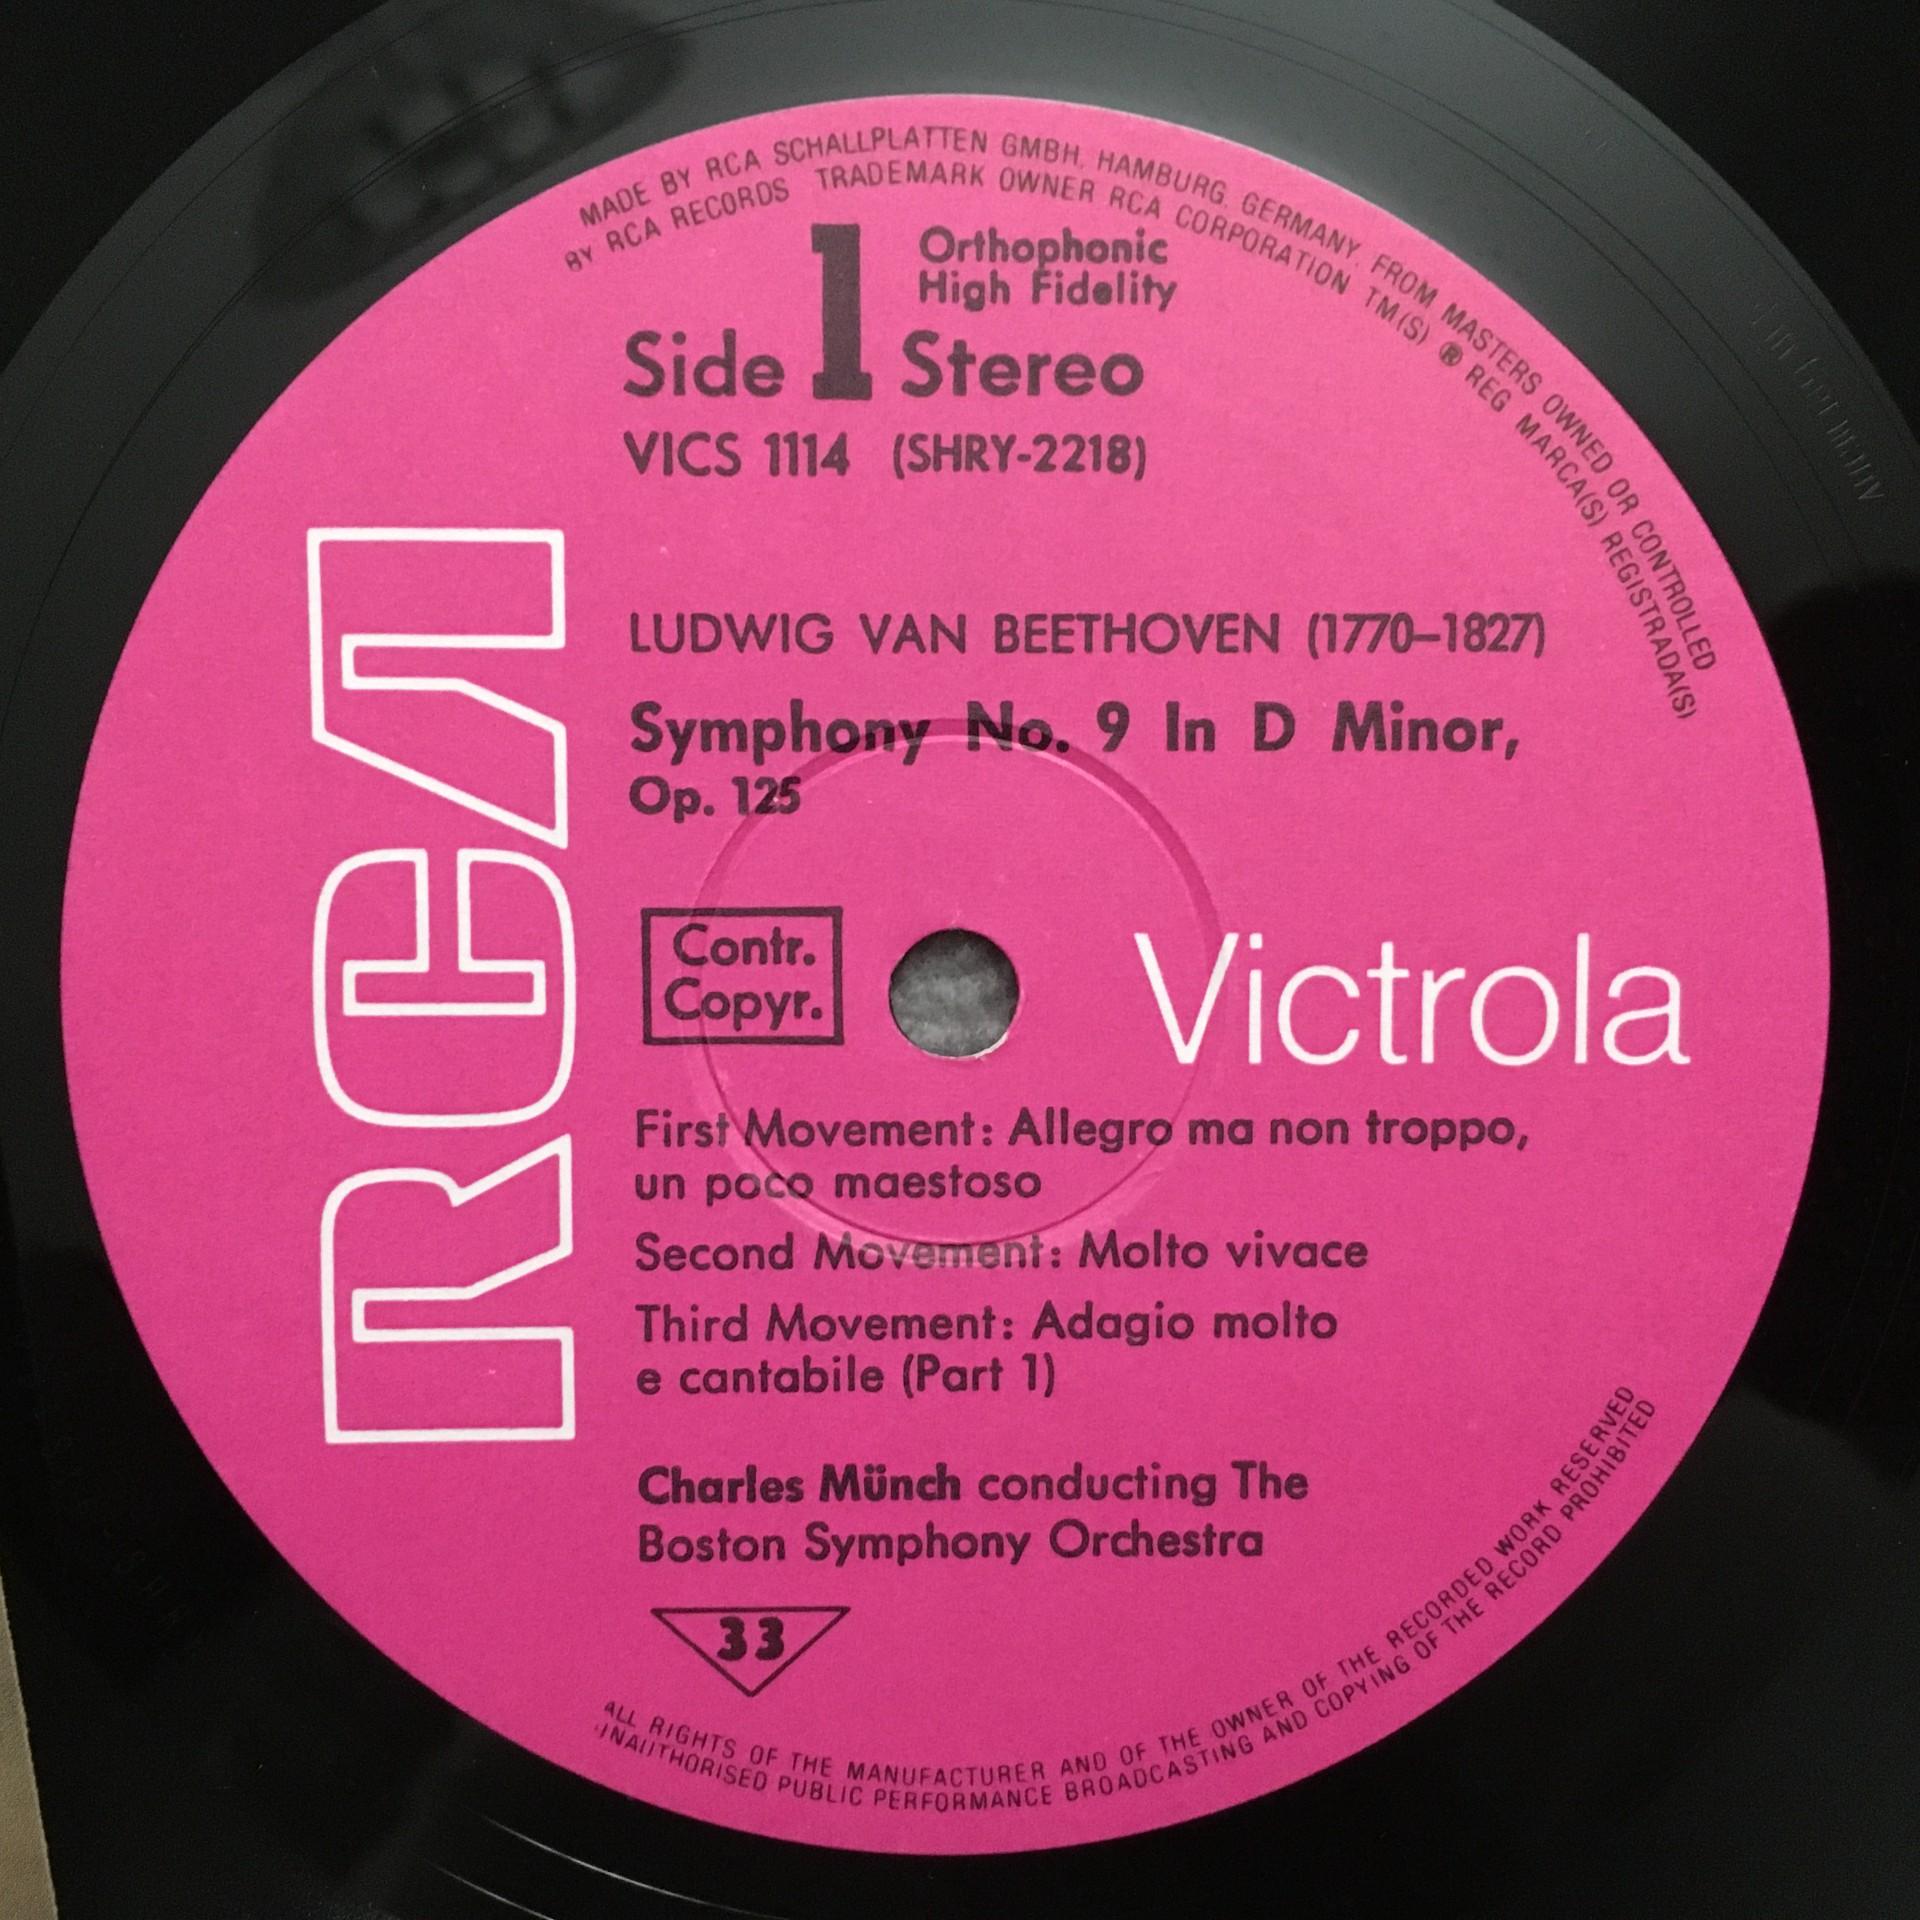 MADE BY RCA SCHALLPLATTEN GMBH, HAMBURG, GERMANY, FROM MASTERS OWNED OR CONTROLLED
BY RCA RECORDS TRADEMARK OWNER RCA CORPORATION TM(S) ® REG MARCA(S) REGISTRADA(S)
Orthophonic
High Fidelity
Side 1 Stereo
VICS 1114 (SHRY-2218)
RCA
LUDWIG VAN BEETHOVEN (1770–1827)
Symphony No. 9 In D Minor,
Op. 125
Contr.
Copyr.
Victrola
First Movement: Allegro ma non troppo,
un poco maestoso
Second Movement: Molto vivace
Third Movement: Adagio molto
e cantabile (Part 1)
Charles Münch conducting The
Boston Symphony Orchestra
33
ALL RIGHTS OF THE MANUFACTURER AND OF THE OWNER OF THE RECORDED WORK RESERVED
UNAUTHORISED PUBLIC PERFORMANCE BROADCASTING AND COPYING OF THE RECORD PROHIBITED
in Germany